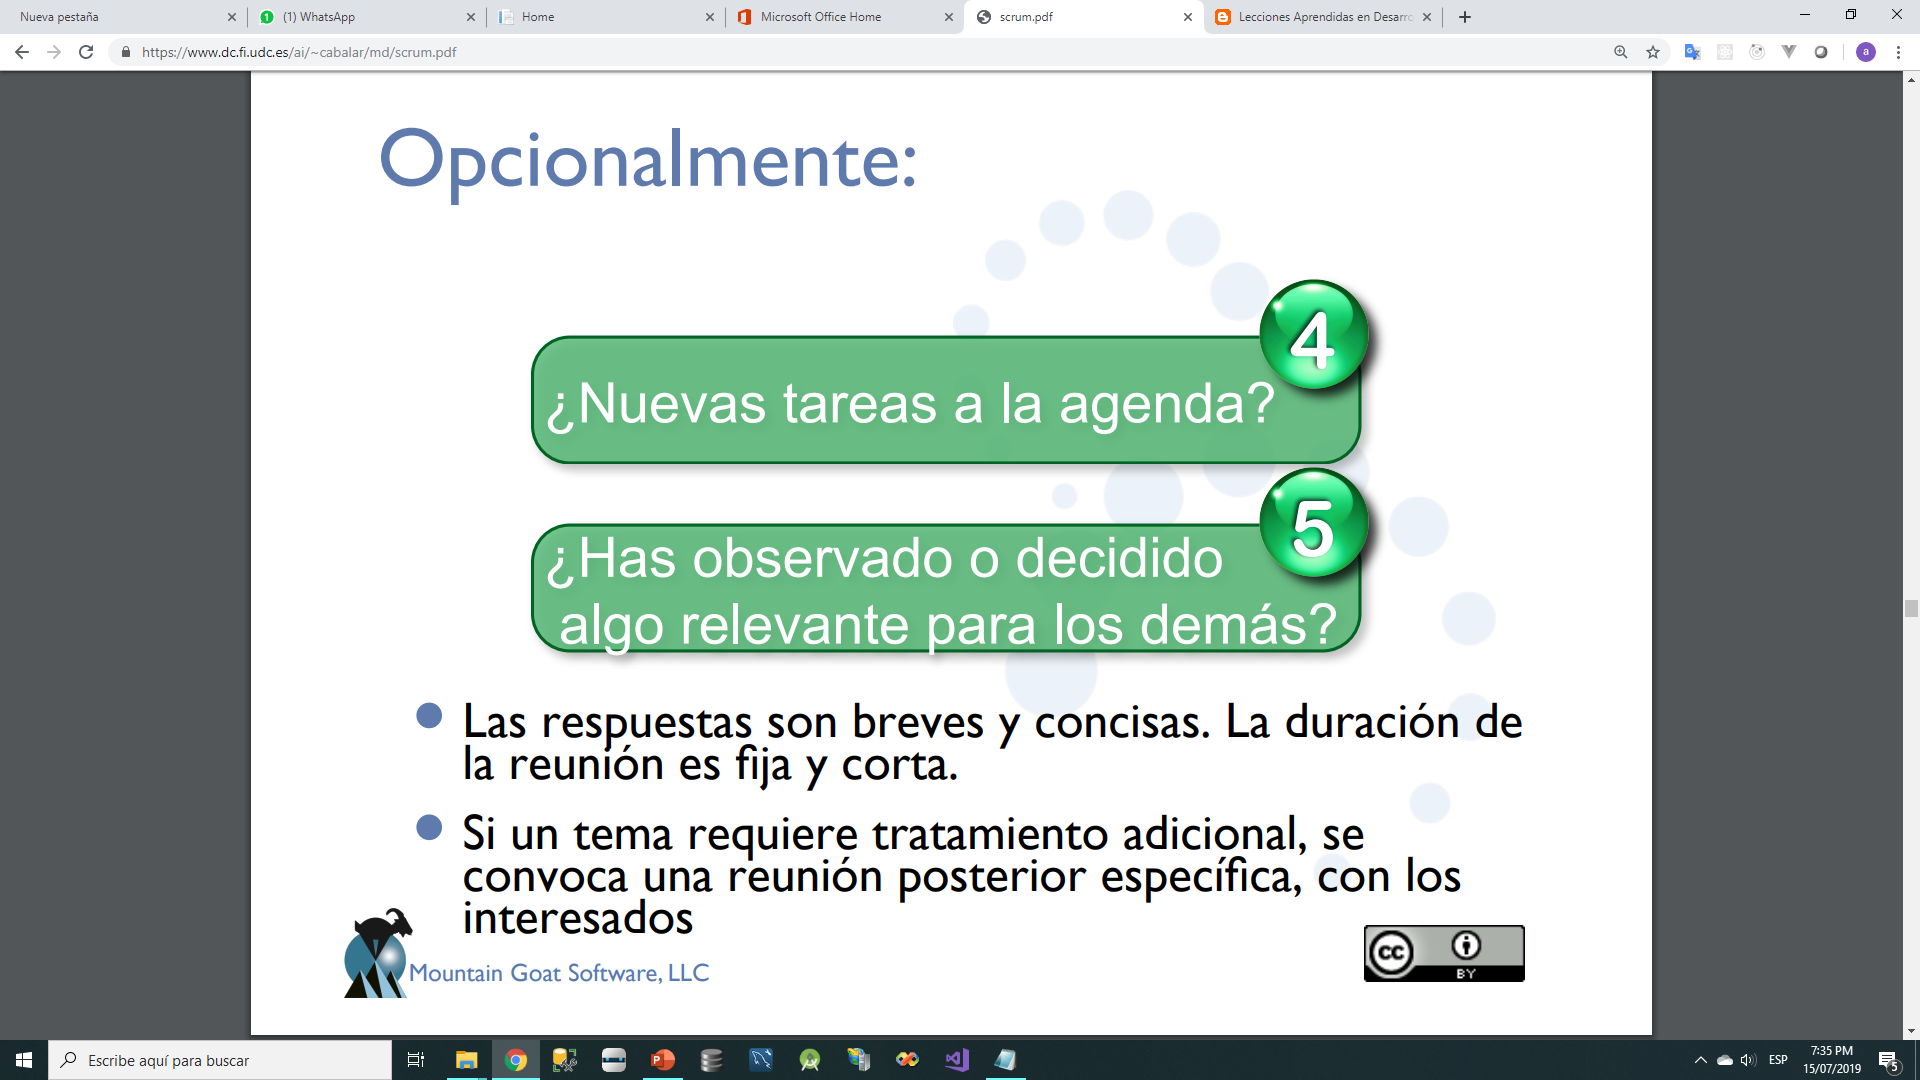 Nueva pestaña
(1) WhatsApp
Home
Microsoft Office Home
scrum.pdf
Lecciones Aprendidas en Desarro
https://www.dc.fi.udc.es/ai/~cabalar/md/scrum.pdf
a
Opcionalmente:
4
¿Nuevas tareas a la agenda?
5
¿Has observado o decidido
algo relevante para los demás?
Las respuestas son breves y concisas. La duración de
la reunión es fija y corta.
Si un tema requiere tratamiento adicional, se
convoca una reunión posterior específica, con los
interesados
Mountain Goat Software, LLC
cc
BY
Escribe aquí para buscar
ESP
7:35 PM
15/07/2019
5